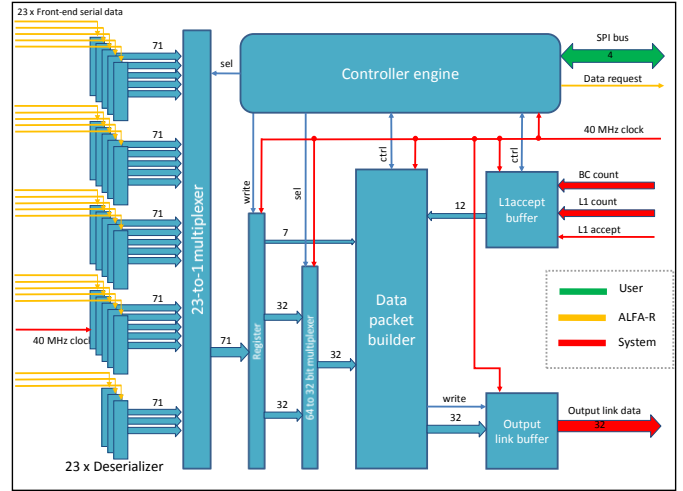 23 x Front-end serial data
71
71
71
71
40 MHz clock
71
23 x Deserializer
23-to-1 multiplexer
sel
71
Controller engine
write
sel
ctrl
ctrl
Register
7
32
32
64 to 32 bit multiplexer
32
Data
packet
builder
12
L1accept
buffer
write
32
Output
link buffer
SPI bus
4
Data request
40 MHz clock
BC count
L1 count
L1 accept
User
ALFA-R
System
Output link data
32